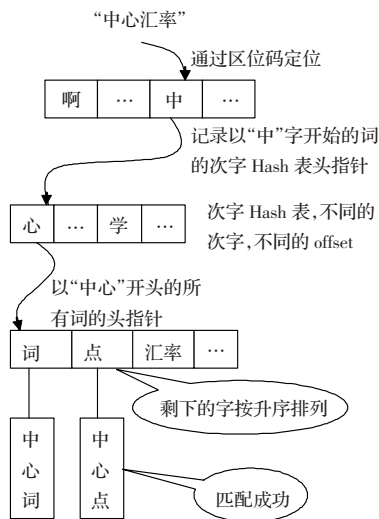 “中心汇率”
通过区位码定位
啊 … 中 …
记录以“中”字开始的词
的次字 Hash 表头指针
心 … 学 …
次字 Hash 表,不同的
次字,不同的 offset
以“中心”开头的所
有词的头指针
词 点 汇率 …
剩下的字按升序排列
中心词
中心点
匹配成功